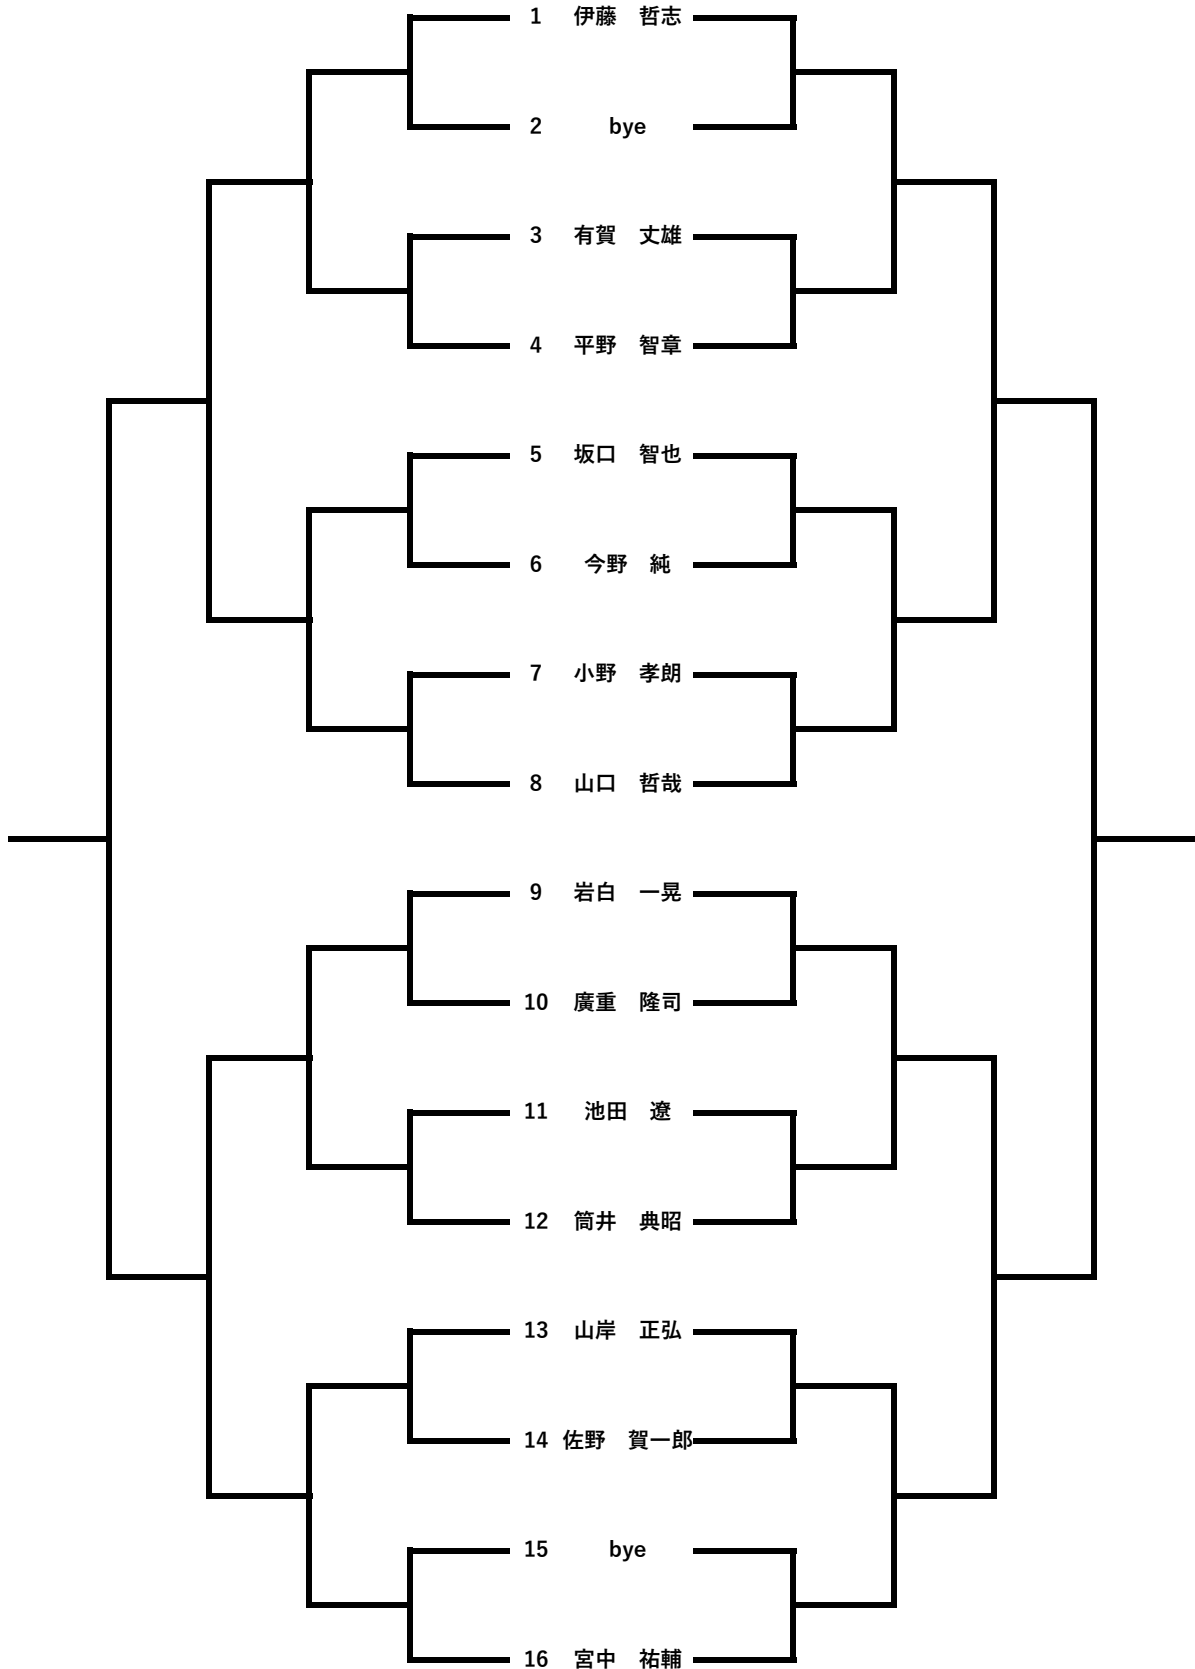 1 伊藤　哲志
2 bye
3 有賀　丈雄
4 平野　智章
5 坂口　智也
6 今野　純
7 小野　孝朗
8 山口　哲哉
9 岩白　一晃
10 廣重　隆司
11 池田　遼
12 筒井　典昭
13 山岸　正弘
14 佐野　賀一郎
15 bye
16 宮中　祐輔